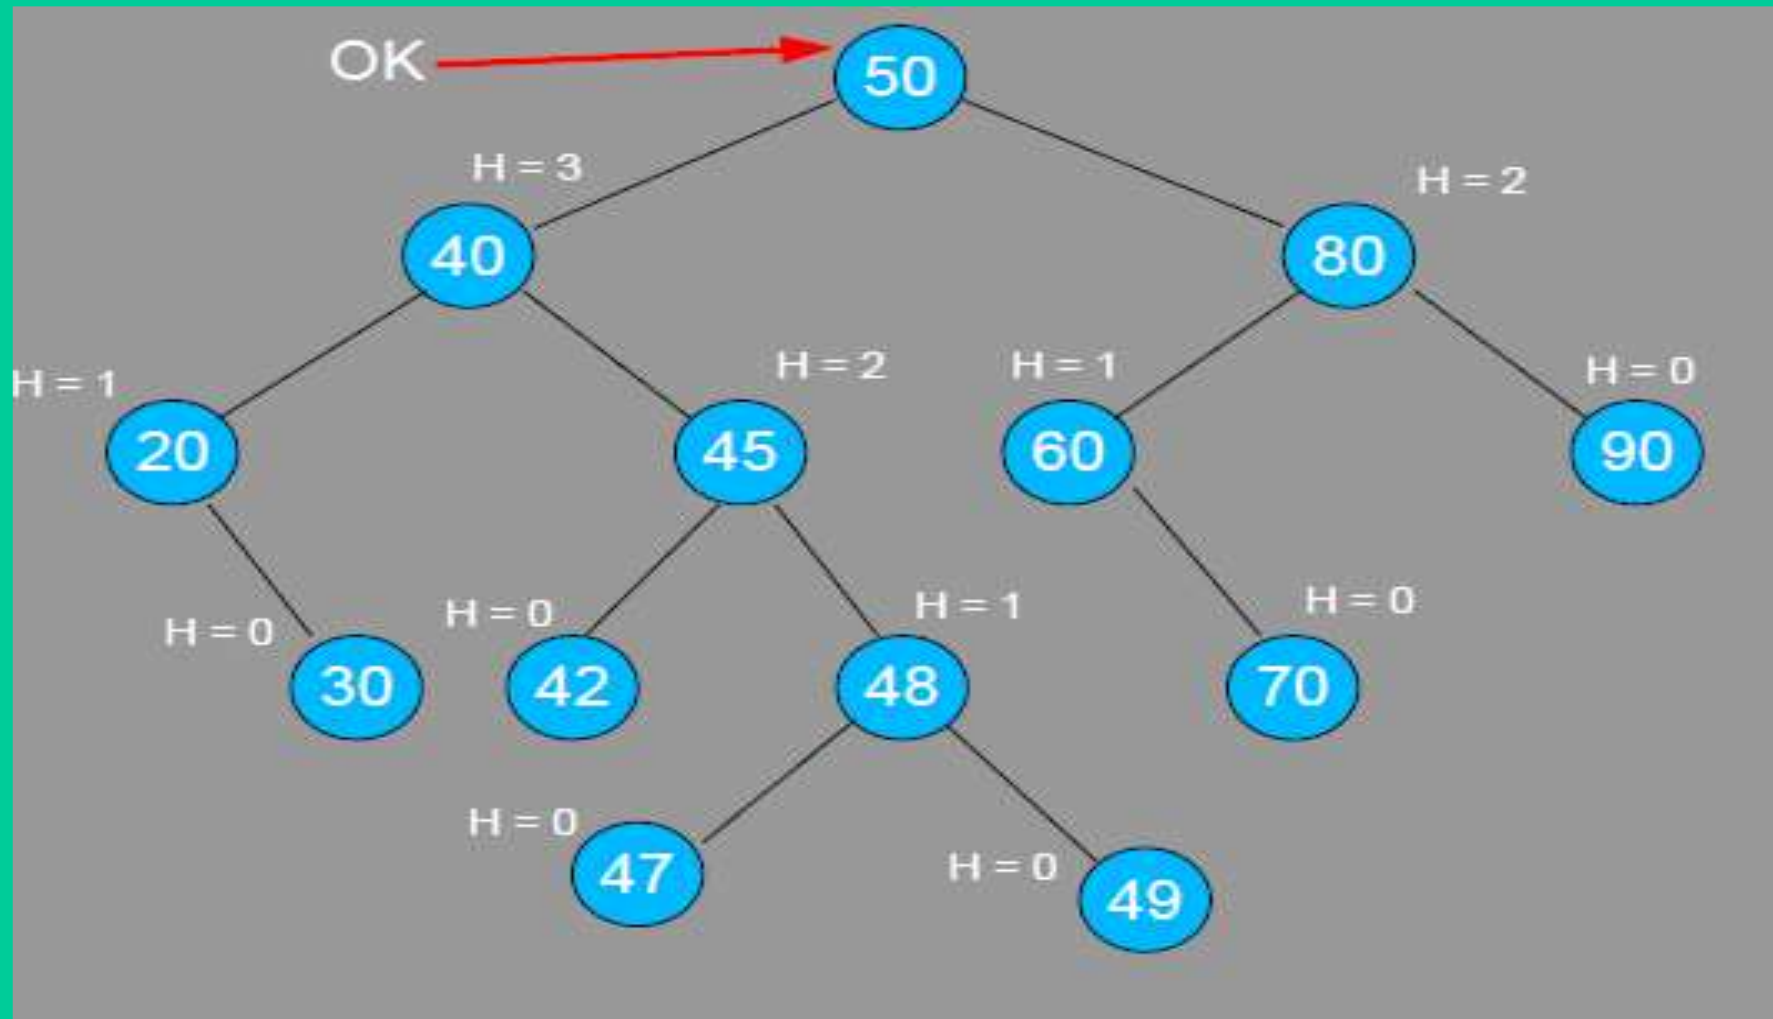 OK
50
H = 3
H = 2
40
80
H = 1
H = 2
H = 1
H = 0
20
45
60
90
H = 0
H = 0
H = 1
H = 0
30
42
48
70
H = 0
H = 0
47
49